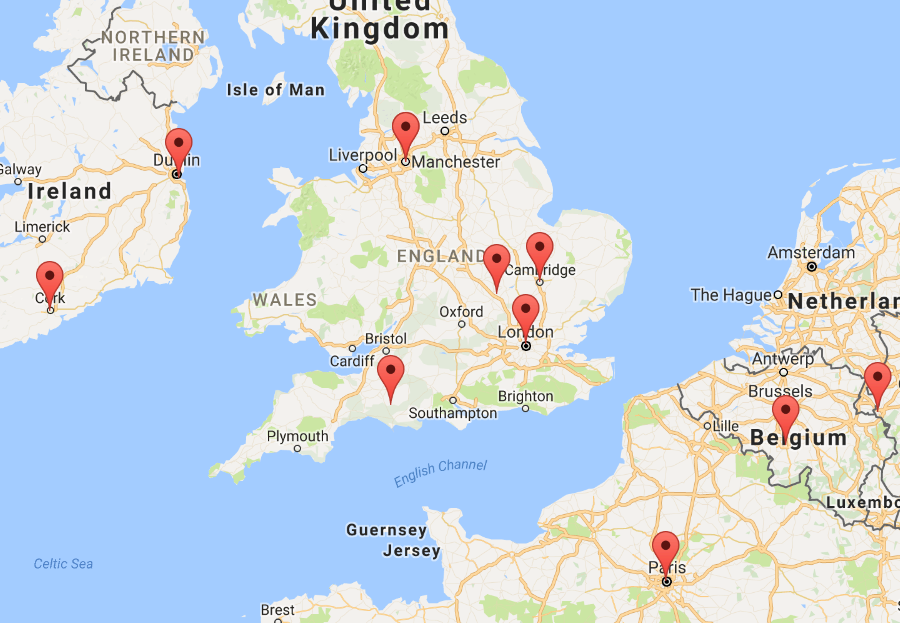 United
Kingdom
NORTHERN
IRELAND
Isle of Man
Leeds
Dublin
Liverpool
Manchester
Galway
Ireland
Limerick
Cork
ENGLAND
Cambridge
Amsterdam
WALES
The Hague
Netherlan
Oxford
London
Bristol
Cardiff
Antwerp
Brussels
Brighton
Southampton
Lille
Belgium
Plymouth
English Channel
Luxembo
Guernsey
Jersey
Celtic Sea
Paris
Brest